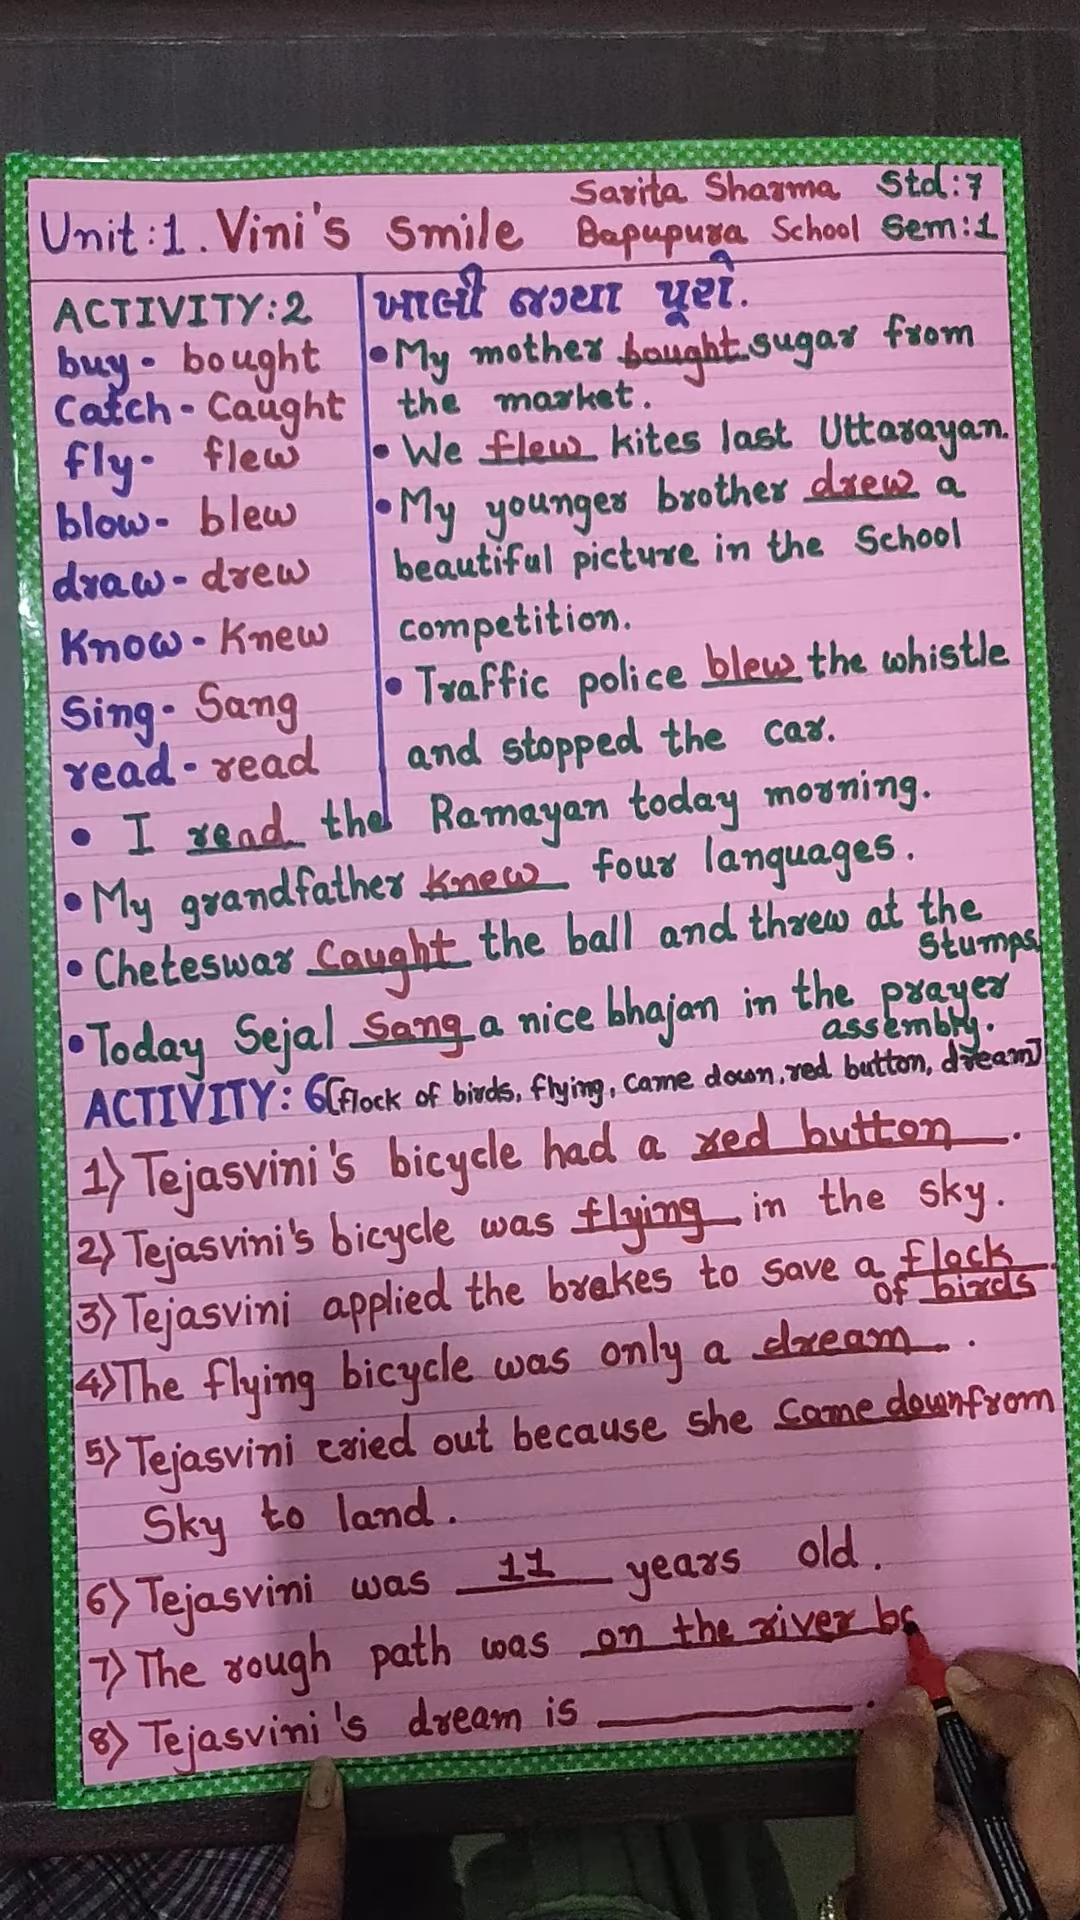 Sarita Sharma Std:7
Unit:1. Vini's Smile Bapupura School Sem:1
ACTIVITY:2
buy- bought
Catch- Caught
fly- flew
blow- blew
draw- drew
Know- Knew
Sing- Sang
read- read
ખાલી જગ્યા પૂરો.
• My mother bought sugar from
the market.
• We flew kites last Uttarayan.
• My younger brother drew a
beautiful picture in the School
competition.
• Traffic police blew the whistle
and stopped the car.
• I read the Ramayan today morning.
• My grandfather knew four languages.
• Cheteswar Caught the ball and threw at the
Stumps.
• Today Sejal Sang a nice bhajan in the prayer
assembly.
ACTIVITY: 6[flock of birds, flying, came down, red button, dream]
1) Tejasvini's bicycle had a red button.
2) Tejasvini's bicycle was flying in the sky.
3) Tejasvini applied the brakes to save a flock
of birds
4) The flying bicycle was only a dream.
5) Tejasvini cried out because she came down from
Sky to land.
6) Tejasvini was 11 years old.
7) The rough path was on the river
8) Tejasvini's dream is ________.